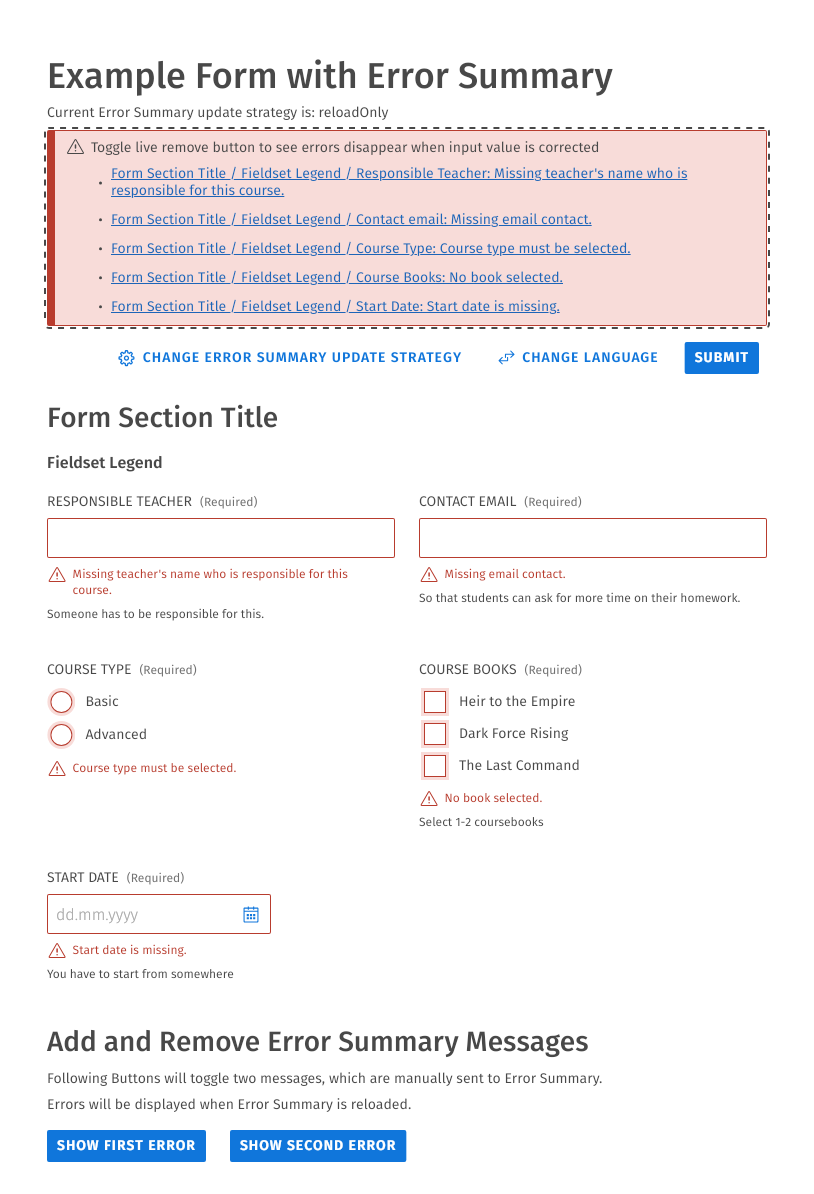 Example Form with Error Summary
Current Error Summary update strategy is: reloadOnly
Toggle live remove button to see errors disappear when input value is corrected
Form Section Title / Fieldset Legend / Responsible Teacher: Missing teacher's name who is
responsible for this course.
Form Section Title / Fieldset Legend / Contact email: Missing email contact.
Form Section Title / Fieldset Legend / Course Type: Course type must be selected.
Form Section Title / Fieldset Legend / Course Books: No book selected.
Form Section Title / Fieldset Legend / Start Date: Start date is missing.
CHANGE ERROR SUMMARY UPDATE STRATEGY CHANGE LANGUAGE SUBMIT
Form Section Title
Fieldset Legend
RESPONSIBLE TEACHER (Required)
Missing teacher's name who is responsible for this
course.
Someone has to be responsible for this.
CONTACT EMAIL (Required)
Missing email contact.
So that students can ask for more time on their homework.
COURSE TYPE (Required)
Basic
Advanced
Course type must be selected.
COURSE BOOKS (Required)
Heir to the Empire
Dark Force Rising
The Last Command
No book selected.
Select 1-2 coursebooks
START DATE (Required)
dd.mm.yyyy
Start date is missing.
You have to start from somewhere
Add and Remove Error Summary Messages
Following Buttons will toggle two messages, which are manually sent to Error Summary.
Errors will be displayed when Error Summary is reloaded.
SHOW FIRST ERROR SHOW SECOND ERROR